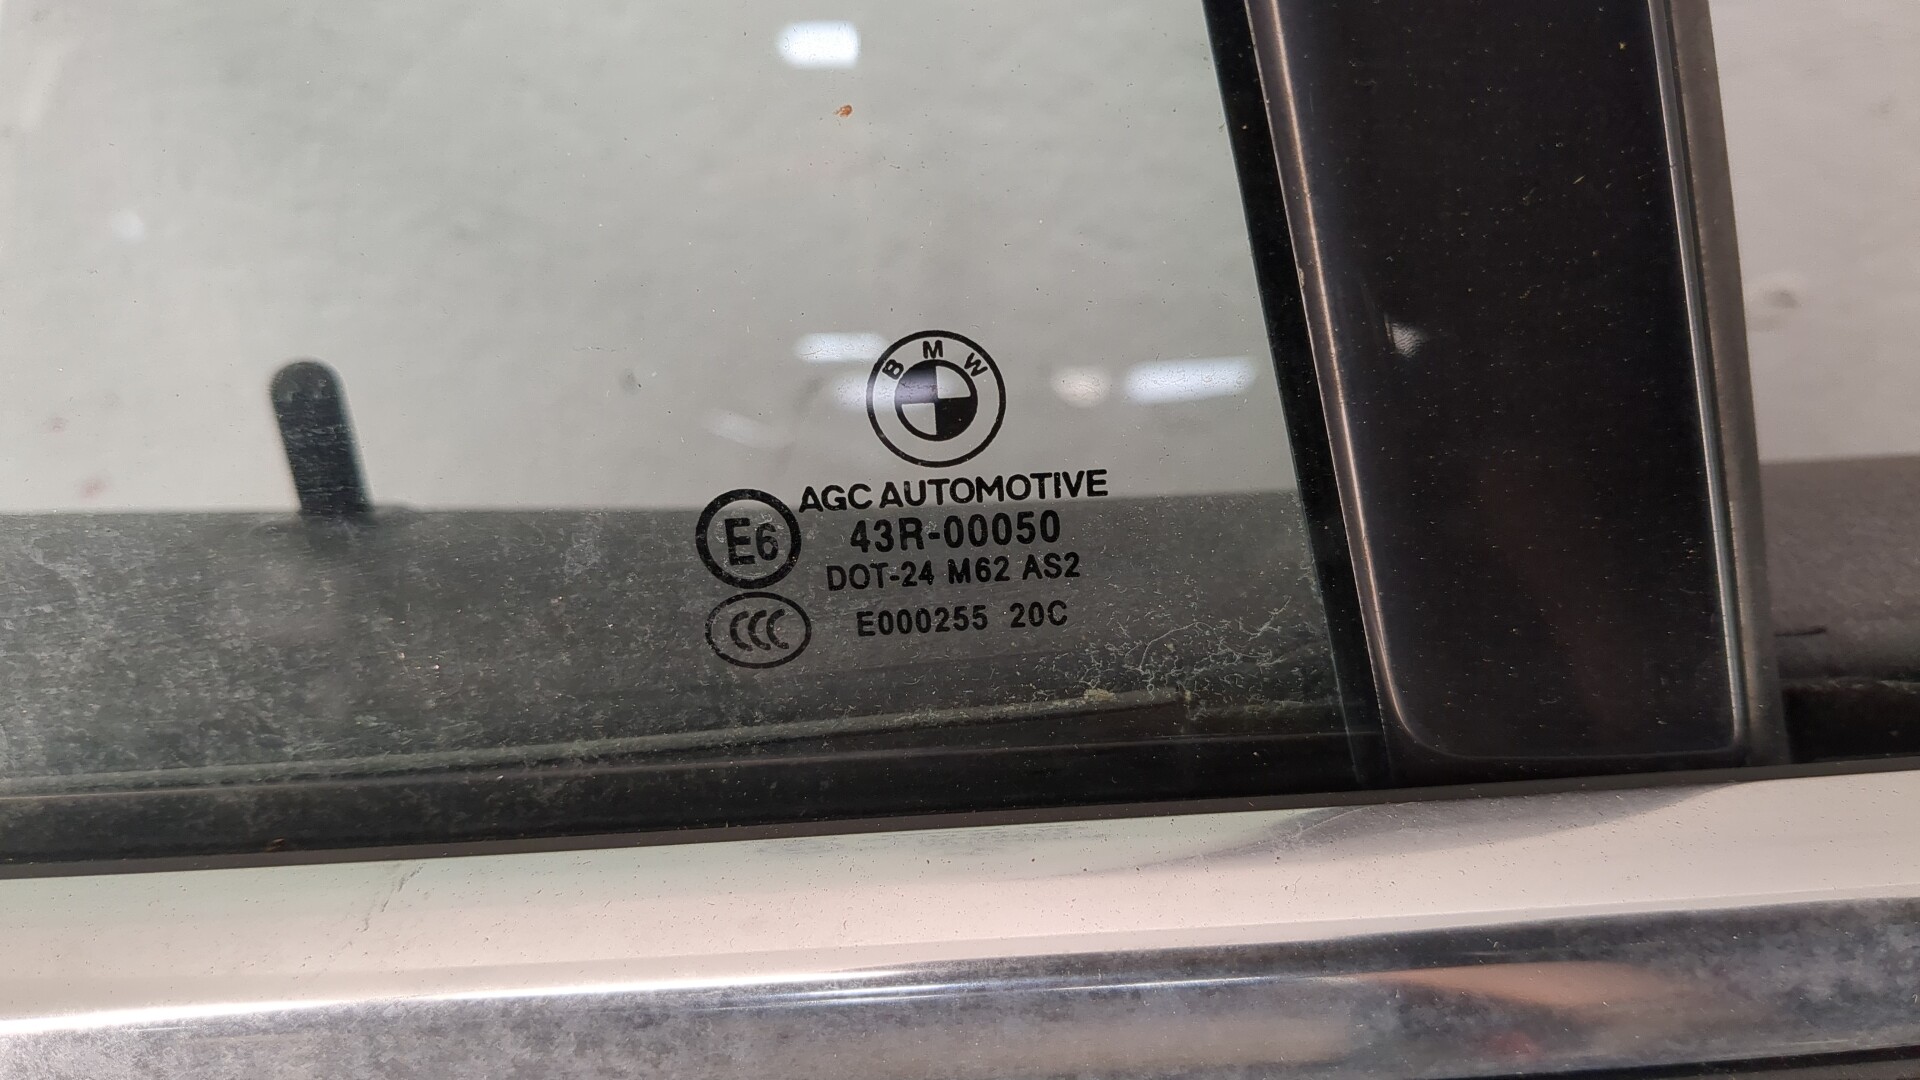 BMW
AGC AUTOMOTIVE
E6 43R-00050
DOT-24 M62 AS2
CCC E000255 20C